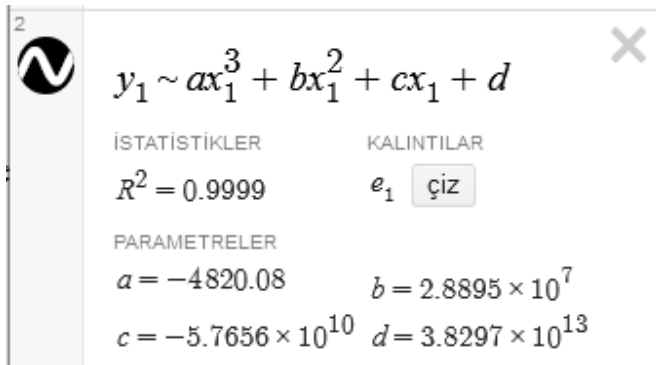 2
y₁ ~ ax₁³ + bx₁² + cx₁ + d
İSTATİSTİKLER KALINTILAR
R² = 0.9999 e₁ çiz
PARAMETRELER
a = −4820.08 b = 2.8895 × 10⁷
c = −5.7656 × 10¹⁰ d = 3.8297 × 10¹³